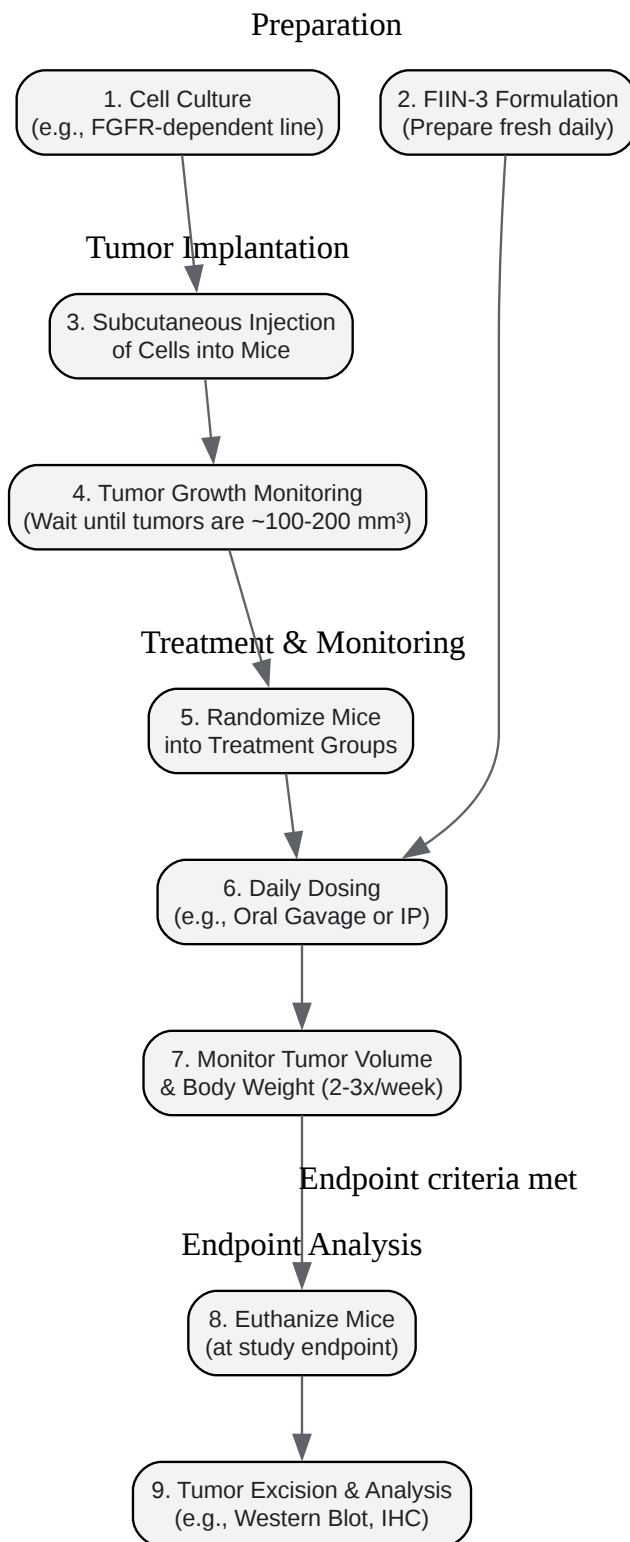 Preparation
1. Cell Culture
(e.g., FGFR-dependent line)
2. FIIN-3 Formulation
(Prepare fresh daily)
Tumor Implantation
3. Subcutaneous Injection
of Cells into Mice
4. Tumor Growth Monitoring
(Wait until tumors are ~100-200 mm³)
Treatment & Monitoring
5. Randomize Mice
into Treatment Groups
6. Daily Dosing
(e.g., Oral Gavage or IP)
7. Monitor Tumor Volume
& Body Weight (2-3x/week)
Endpoint criteria met
Endpoint Analysis
8. Euthanize Mice
(at study endpoint)
9. Tumor Excision & Analysis
(e.g., Western Blot, IHC)